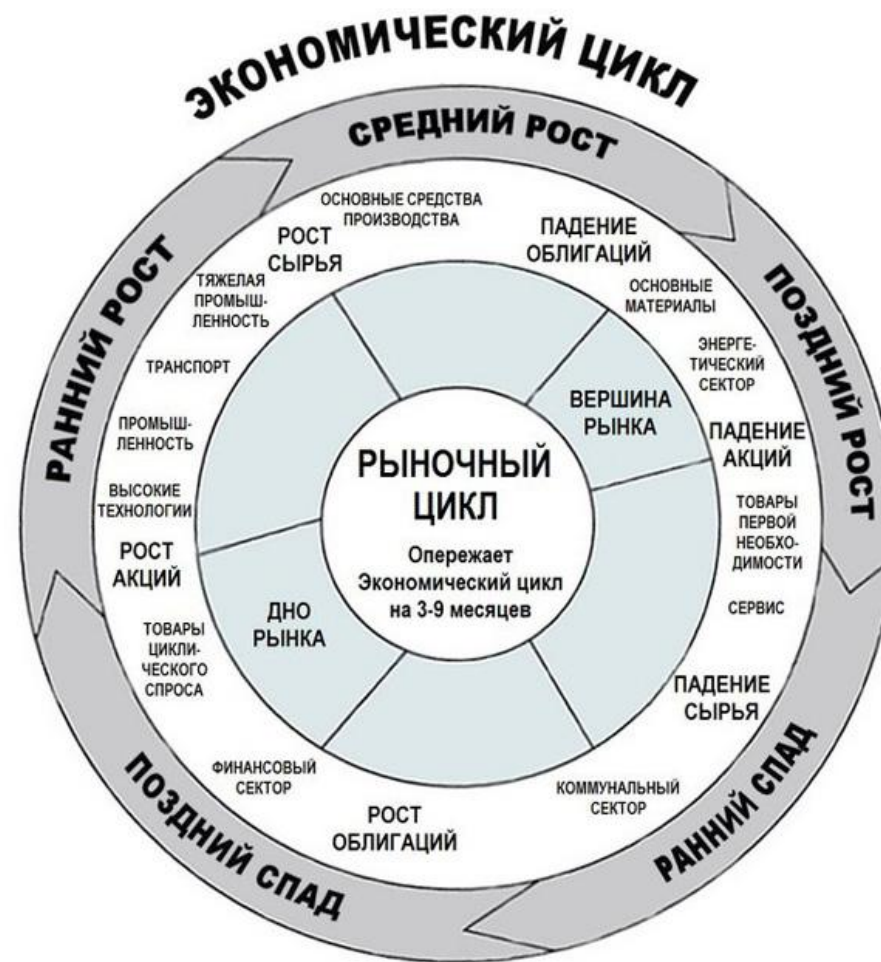 ЭКОНОМИЧЕСКИЙ ЦИКЛ
СРЕДНИЙ РОСТ
ПОЗДНИЙ РОСТ
РАННИЙ СПАД
ПОЗДНИЙ СПАД
РАННИЙ РОСТ
ОСНОВНЫЕ СРЕДСТВА
ПРОИЗВОДСТВА
ПАДЕНИЕ
ОБЛИГАЦИЙ
ОСНОВНЫЕ
МАТЕРИАЛЫ
ЭНЕРГЕ-
ТИЧЕСКИЙ
СЕКТОР
ПАДЕНИЕ
АКЦИЙ
ТОВАРЫ
ПЕРВОЙ
НЕОБХО-
ДИМОСТИ
СЕРВИС
ПАДЕНИЕ
СЫРЬЯ
КОММУНАЛЬНЫЙ
СЕКТОР
РОСТ
ОБЛИГАЦИЙ
ФИНАНСОВЫЙ
СЕКТОР
ТОВАРЫ
ЦИКЛИ-
ЧЕСКОГО
СПРОСА
РОСТ
АКЦИЙ
ВЫСОКИЕ
ТЕХНОЛОГИИ
ПРОМЫШ-
ЛЕННОСТЬ
ТРАНСПОРТ
ТЯЖЕЛАЯ
ПРОМЫШ-
ЛЕННОСТЬ
РОСТ
СЫРЬЯ
ВЕРШИНА
РЫНКА
РЫНОЧНЫЙ
ЦИКЛ
Опережает
Экономический цикл
на 3-9 месяцев
ДНО
РЫНКА